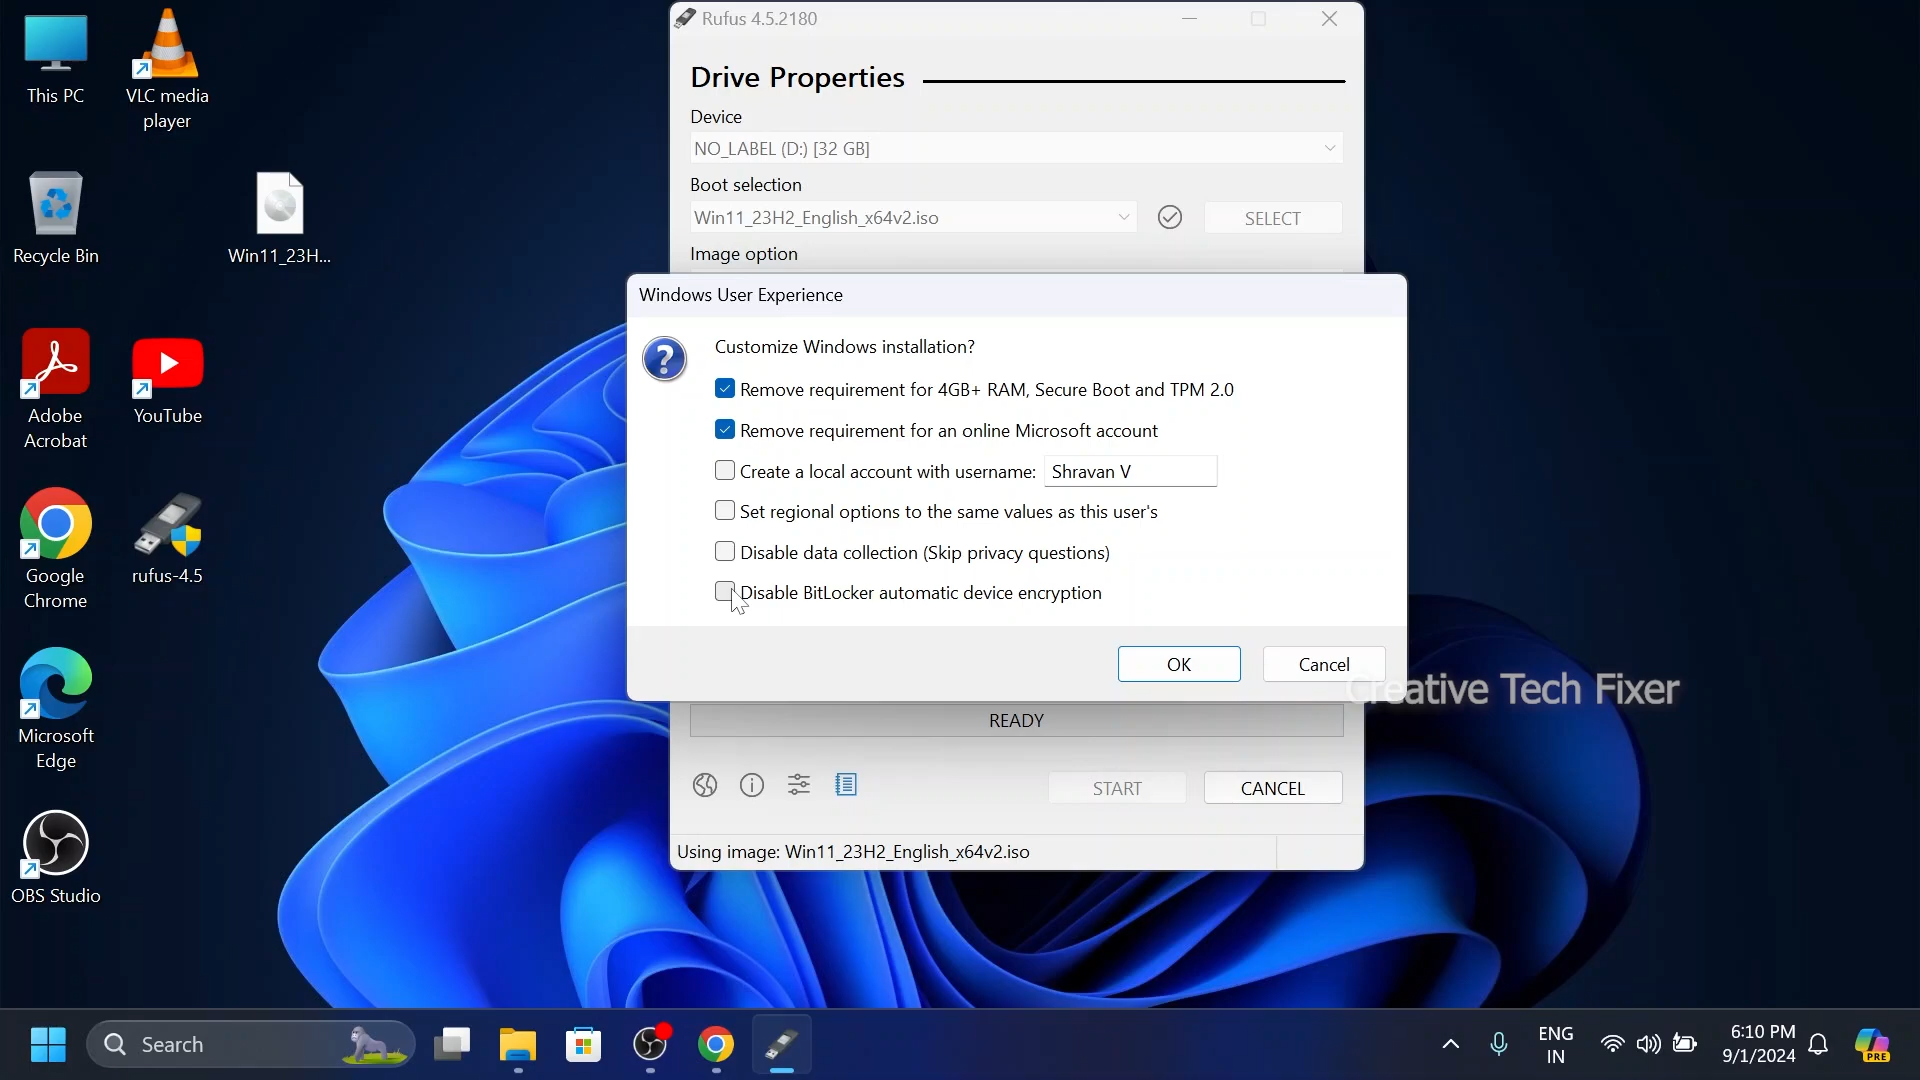 This PC
VLC media
player
Recycle Bin
Win11_23H...
Adobe
Acrobat
YouTube
Google
Chrome
rufus-4.5
Microsoft
Edge
OBS Studio
Rufus 4.5.2180
Drive Properties
Device
NO_LABEL (D:) [32 GB]
Boot selection
Win11_23H2_English_x64v2.iso
SELECT
Image option
Windows User Experience
Customize Windows installation?
Remove requirement for 4GB+ RAM, Secure Boot and TPM 2.0
Remove requirement for an online Microsoft account
Create a local account with username: Shravan V
Set regional options to the same values as this user's
Disable data collection (Skip privacy questions)
Disable BitLocker automatic device encryption
OK
Cancel
Creative Tech Fixer
READY
START
CANCEL
Using image: Win11_23H2_English_x64v2.iso
Search
ENG
IN
6:10 PM
9/1/2024
PRE